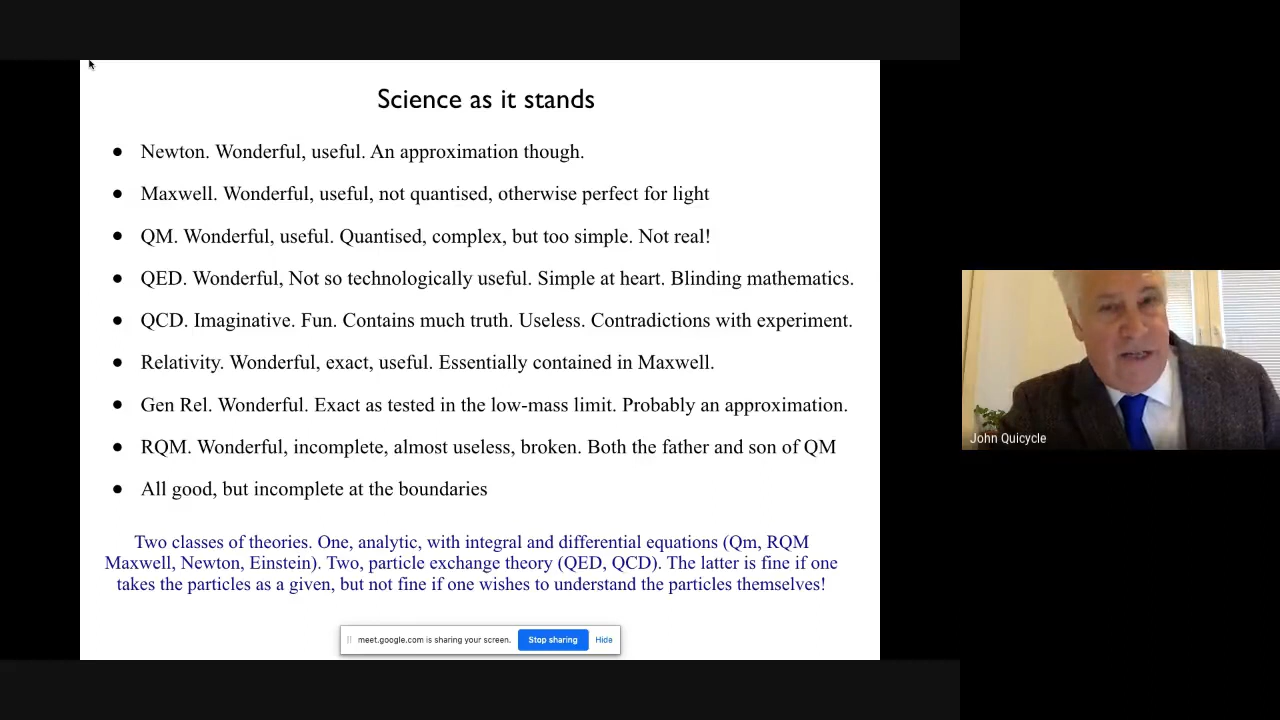 Science as it stands
● Newton. Wonderful, useful. An approximation though.
● Maxwell. Wonderful, useful, not quantised, otherwise perfect for light
● QM. Wonderful, useful. Quantised, complex, but too simple. Not real!
● QED. Wonderful, Not so technologically useful. Simple at heart. Blinding mathematics.
● QCD. Imaginative. Fun. Contains much truth. Useless. Contradictions with experiment.
● Relativity. Wonderful, exact, useful. Essentially contained in Maxwell.
● Gen Rel. Wonderful. Exact as tested in the low-mass limit. Probably an approximation.
● RQM. Wonderful, incomplete, almost useless, broken. Both the father and son of QM
● All good, but incomplete at the boundaries
Two classes of theories. One, analytic, with integral and differential equations (Qm, RQM
Maxwell, Newton, Einstein). Two, particle exchange theory (QED, QCD). The latter is fine if one
takes the particles as a given, but not fine if one wishes to understand the particles themselves!
meet.google.com is sharing your screen. Stop sharing Hide
John Quicycle